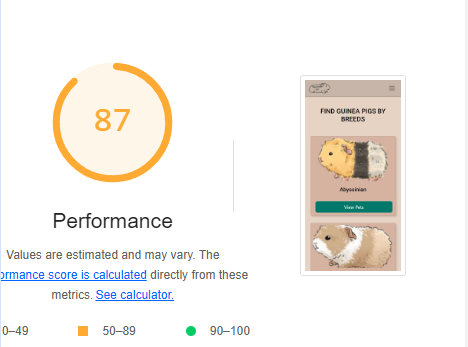 87
Performance
Values are estimated and may vary. The
ormance score is calculated directly from these
metrics. See calculator.
0–49
50–89
90–100
FIND GUINEA PIGS BY
BREEDS
Abyssinian
View Pets